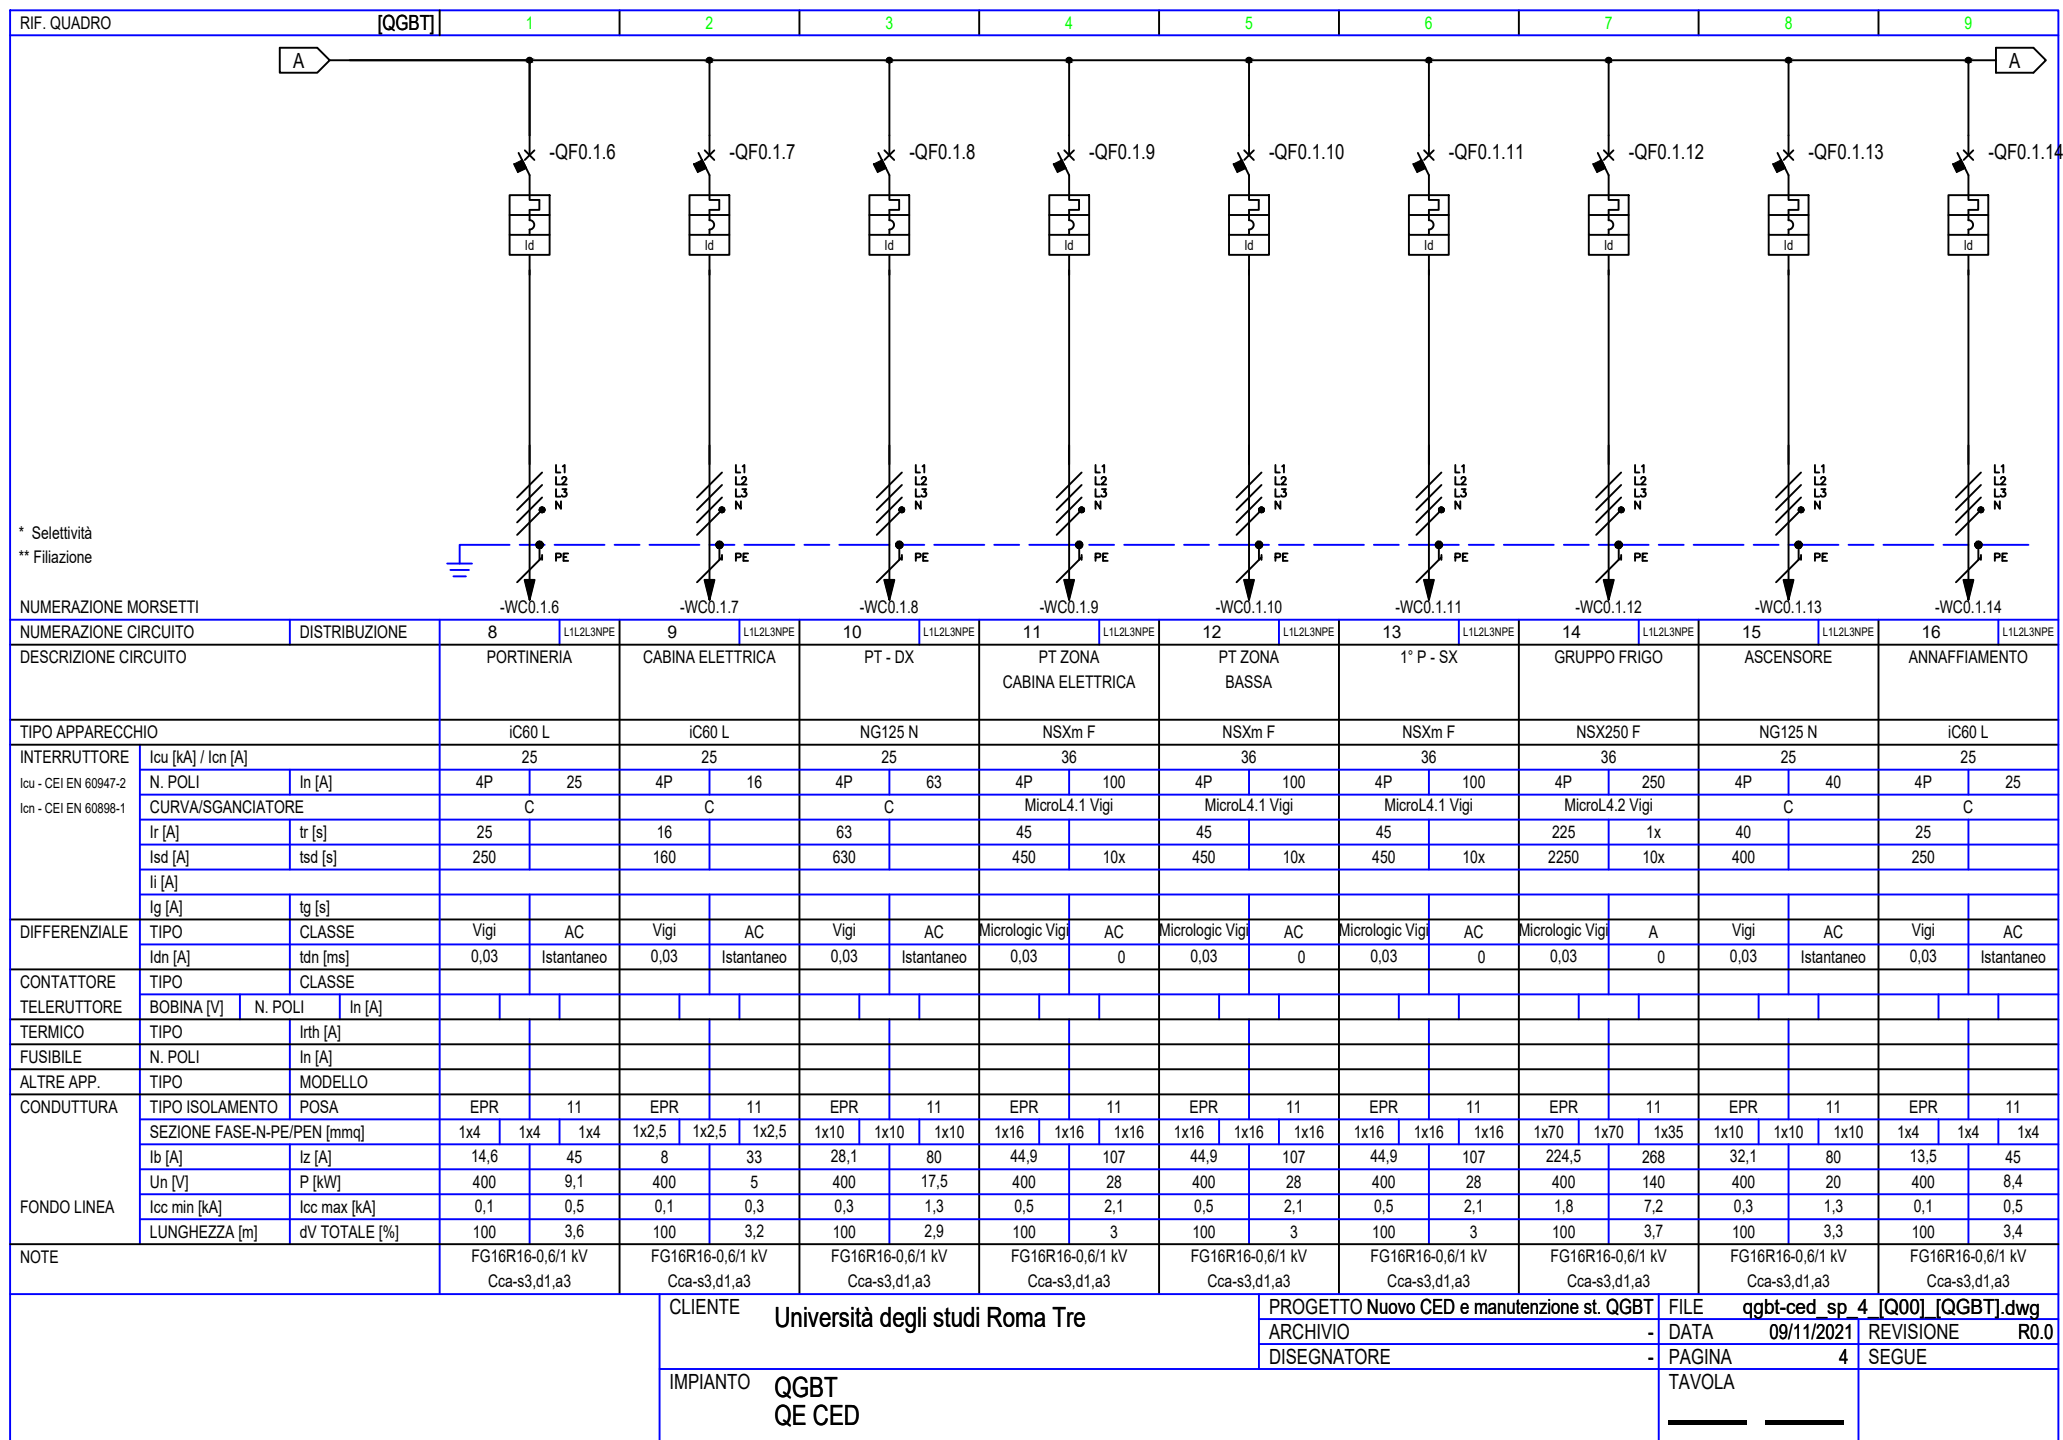 RIF. QUADRO [QGBT] 1 2 3 4 5 6 7 8 9
A A
-QF0.1.6 -QF0.1.7 -QF0.1.8 -QF0.1.9 -QF0.1.10 -QF0.1.11 -QF0.1.12 -QF0.1.13 -QF0.1.14
Id Id Id Id Id Id Id Id Id
L1 L1 L1 L1 L1 L1 L1 L1 L1
L2 L2 L2 L2 L2 L2 L2 L2 L2
L3 L3 L3 L3 L3 L3 L3 L3 L3
N N N N N N N N N
* Selettività
** Filiazione PE PE PE PE PE PE PE PE PE
NUMERAZIONE MORSETTI -WC0.1.6 -WC0.1.7 -WC0.1.8 -WC0.1.9 -WC0.1.10 -WC0.1.11 -WC0.1.12 -WC0.1.13 -WC0.1.14
NUMERAZIONE CIRCUITO DISTRIBUZIONE 8 L1L2L3NPE 9 L1L2L3NPE 10 L1L2L3NPE 11 L1L2L3NPE 12 L1L2L3NPE 13 L1L2L3NPE 14 L1L2L3NPE 15 L1L2L3NPE 16 L1L2L3NPE
DESCRIZIONE CIRCUITO PORTINERIA CABINA ELETTRICA PT - DX PT ZONA PT ZONA 1° P - SX GRUPPO FRIGO ASCENSORE ANNAFFIAMENTO
CABINA ELETTRICA BASSA
TIPO APPARECCHIO iC60 L iC60 L NG125 N NSXm F NSXm F NSXm F NSX250 F NG125 N iC60 L
INTERRUTTORE Icu [kA] / Icn [A] 25 25 25 36 36 36 36 25 25
Icu - CEI EN 60947-2 N. POLI In [A] 4P 25 4P 16 4P 63 4P 100 4P 100 4P 100 4P 250 4P 40 4P 25
Icn - CEI EN 60898-1 CURVA/SGANCIATORE C C C MicroL4.1 Vigi MicroL4.1 Vigi MicroL4.1 Vigi MicroL4.2 Vigi C C
Ir [A] tr [s] 25 16 63 45 45 45 225 1x 40 25
Isd [A] tsd [s] 250 160 630 450 10x 450 10x 450 10x 2250 10x 400 250
Ii [A]
Ig [A] tg [s]
DIFFERENZIALE TIPO CLASSE Vigi AC Vigi AC Vigi AC Micrologic Vigi AC Micrologic Vigi AC Micrologic Vigi AC Micrologic Vigi A Vigi AC Vigi AC
Idn [A] tdn [ms] 0,03 Istantaneo 0,03 Istantaneo 0,03 Istantaneo 0,03 0 0,03 0 0,03 0 0,03 0 0,03 Istantaneo 0,03 Istantaneo
CONTATTORE TIPO CLASSE
TELERUTTORE BOBINA [V] N. POLI In [A]
TERMICO TIPO Irth [A]
FUSIBILE N. POLI In [A]
ALTRE APP. TIPO MODELLO
CONDUTTURA TIPO ISOLAMENTO POSA EPR 11 EPR 11 EPR 11 EPR 11 EPR 11 EPR 11 EPR 11 EPR 11 EPR 11
SEZIONE FASE-N-PE/PEN [mmq] 1x4 1x4 1x4 1x2,5 1x2,5 1x2,5 1x10 1x10 1x10 1x16 1x16 1x16 1x16 1x16 1x16 1x16 1x16 1x16 1x70 1x70 1x35 1x10 1x10 1x10 1x4 1x4 1x4
Ib [A] Iz [A] 14,6 45 8 33 28,1 80 44,9 107 44,9 107 44,9 107 224,5 268 32,1 80 13,5 45
Un [V] P [kW] 400 9,1 400 5 400 17,5 400 28 400 28 400 28 400 140 400 20 400 8,4
FONDO LINEA Icc min [kA] Icc max [kA] 0,1 0,5 0,1 0,3 0,3 1,3 0,5 2,1 0,5 2,1 0,5 2,1 1,8 7,2 0,3 1,3 0,1 0,5
LUNGHEZZA [m] dV TOTALE [%] 100 3,6 100 3,2 100 2,9 100 3 100 3 100 3 100 3,7 100 3,3 100 3,4
NOTE FG16R16-0,6/1 kV FG16R16-0,6/1 kV FG16R16-0,6/1 kV FG16R16-0,6/1 kV FG16R16-0,6/1 kV FG16R16-0,6/1 kV FG16R16-0,6/1 kV FG16R16-0,6/1 kV FG16R16-0,6/1 kV
Cca-s3,d1,a3 Cca-s3,d1,a3 Cca-s3,d1,a3 Cca-s3,d1,a3 Cca-s3,d1,a3 Cca-s3,d1,a3 Cca-s3,d1,a3 Cca-s3,d1,a3 Cca-s3,d1,a3
CLIENTE Università degli studi Roma Tre PROGETTO Nuovo CED e manutenzione st. QGBT FILE qgbt-ced_sp_4_[Q00]_[QGBT].dwg
ARCHIVIO - DATA 09/11/2021 REVISIONE R0.0
DISEGNATORE - PAGINA 4 SEGUE
IMPIANTO QGBT TAVOLA
QE CED